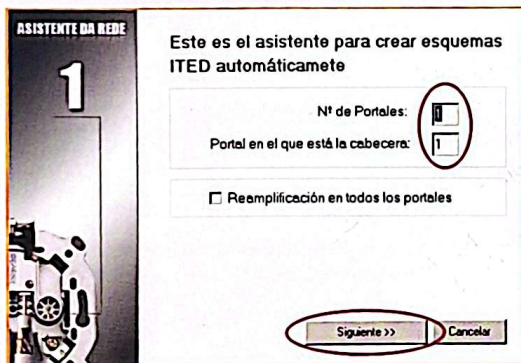 ASISTENTE DA REDE
1
Este es el asistente para crear esquemas
ITED automáticamete
Nº de Portales: 1
Portal en el que está la cabecera: 1
Reamplificación en todos los portales
Siguiente >>
Cancelar